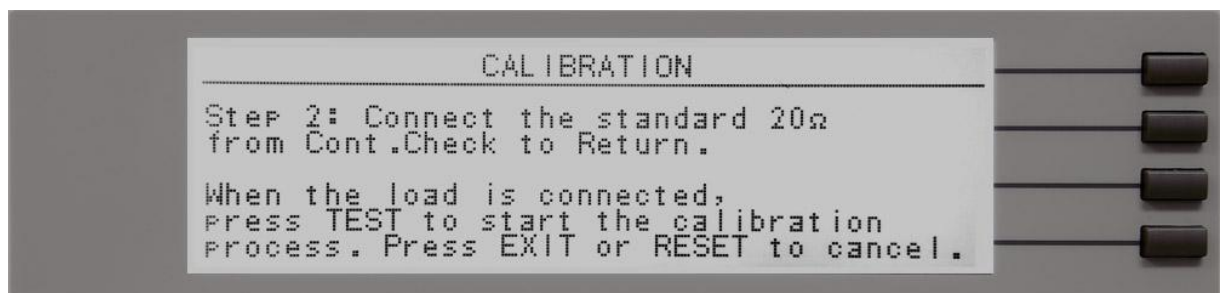 CALIBRATION
Step 2: Connect the standard 20Ω
from Cont.Check to Return.
When the load is connected,
press TEST to start the calibration
process. Press EXIT or RESET to cancel.